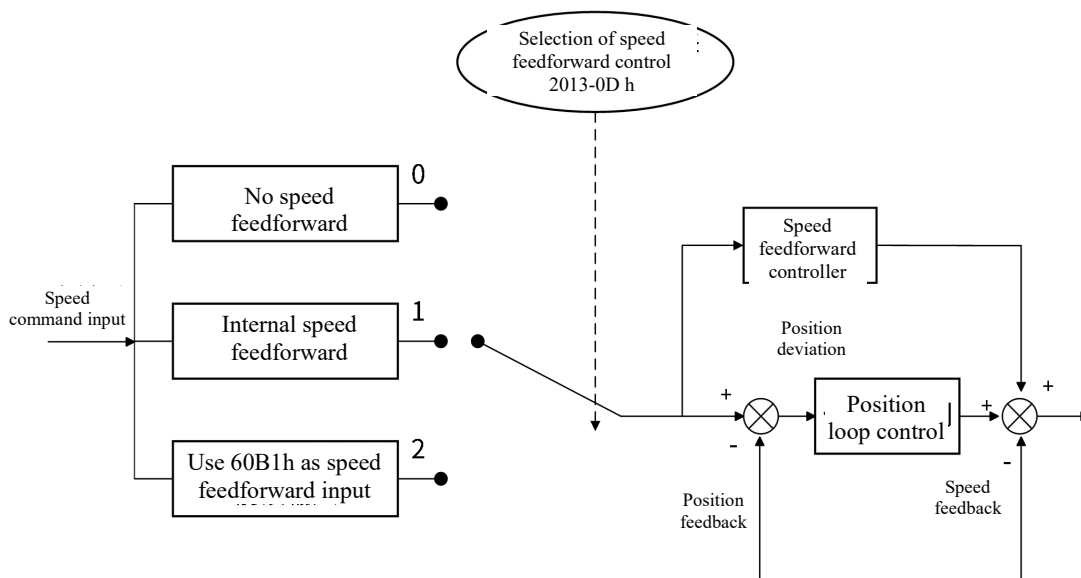 Selection of speed
feedforward control
2013-0D h
No speed
feedforward
0
Speed
command input
Internal speed
feedforward
1
Use 60B1h as speed
feedforward input
2
Speed
feedforward
controller
Position
deviation
+
-
Position
loop control
+
+
-
Position
feedback
Speed
feedback